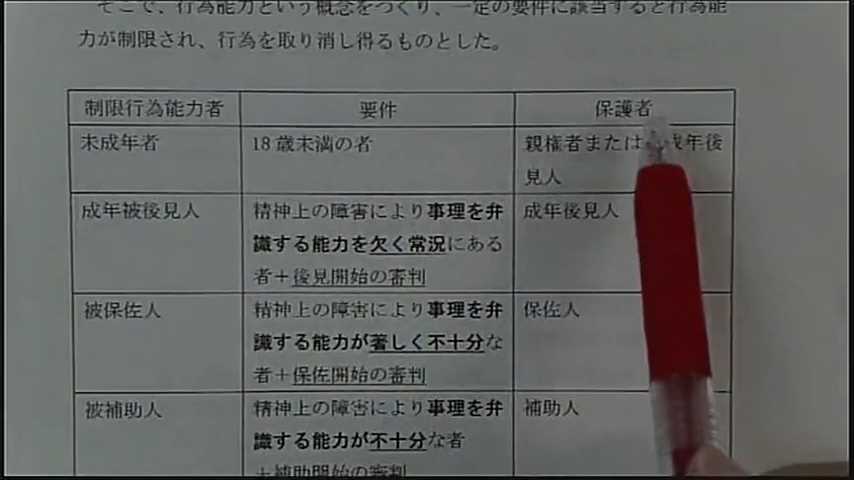 そこで、行為能力という概念をつくり、一定の要件に該当すると行為能
力が制限され、行為を取り消し得るものとした。
制限行為能力者 要件 保護者
未成年者 18歳未満の者 親権者または 成年後
見人
成年被後見人 精神上の障害により事理を弁 成年後見人
識する能力を欠く常況にある
者＋後見開始の審判
被保佐人 精神上の障害により事理を弁 保佐人
識する能力が著しく不十分な
者＋保佐開始の審判
被補助人 精神上の障害により事理を弁 補助人
識する能力が不十分な者
＋補助開始の審判